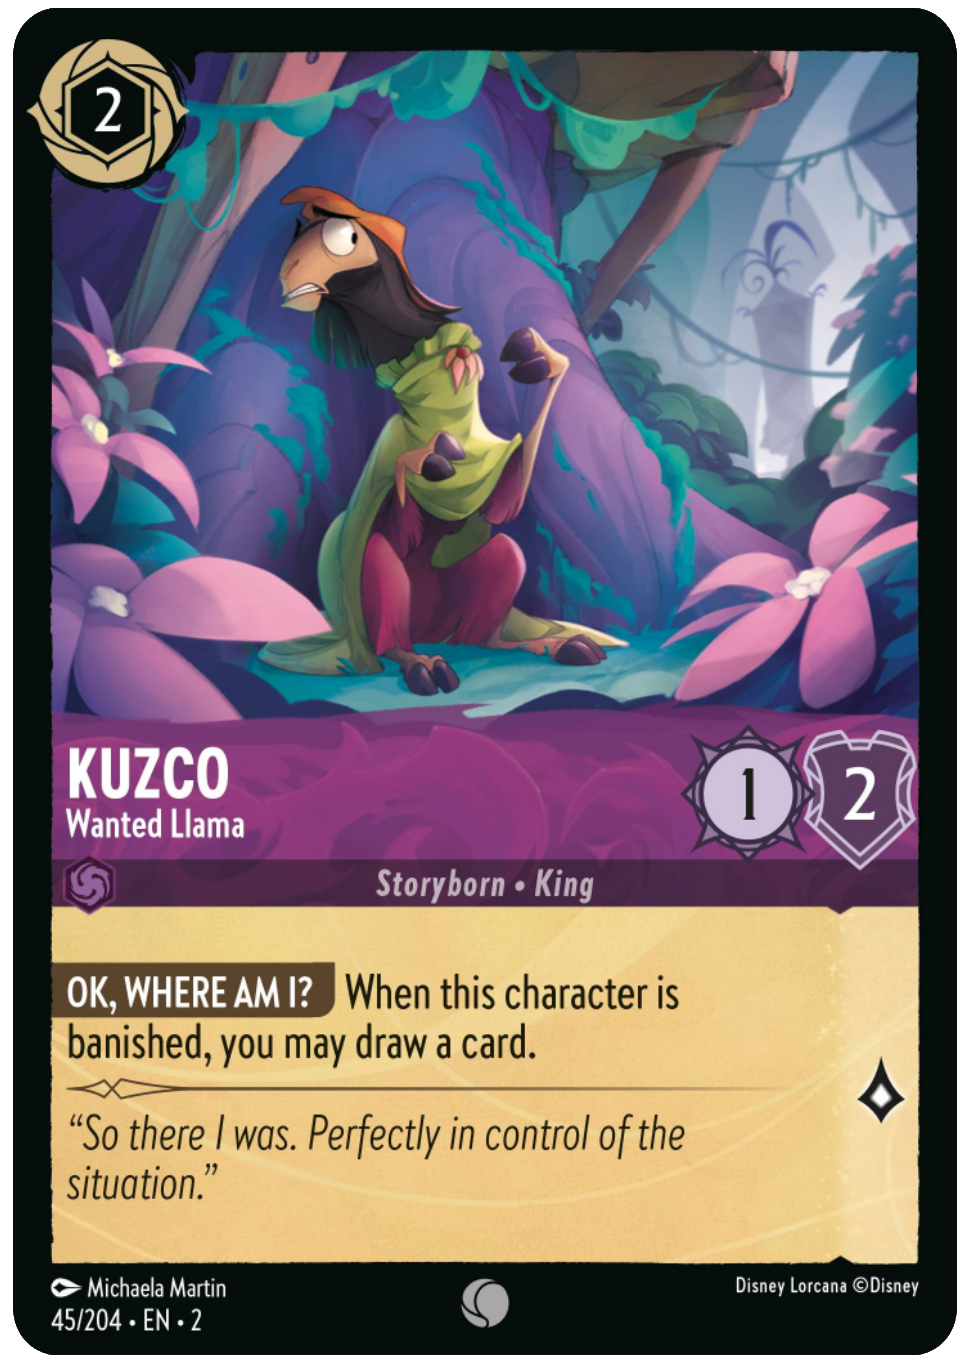 2
KUZCO
Wanted Llama
1
2
Storyborn • King
OK, WHERE AM I? When this character is
banished, you may draw a card.
“So there I was. Perfectly in control of the
situation.”
Michaela Martin
Disney Lorcana ©Disney
45/204 • EN • 2